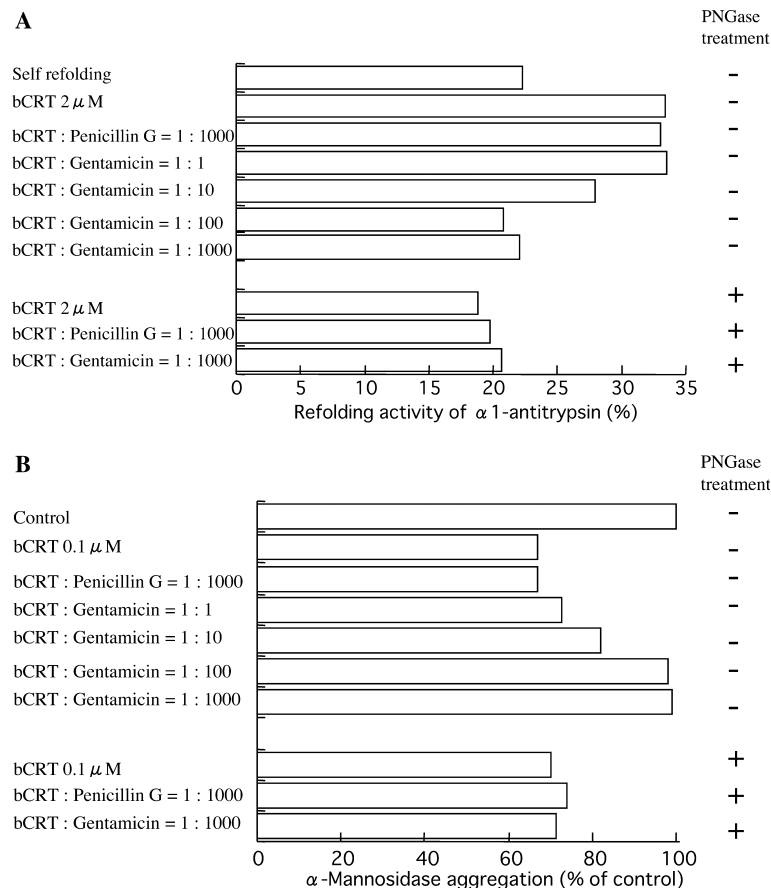 A
PNGase
treatment
Self refolding −
bCRT 2 μM −
bCRT : Penicillin G = 1 : 1000 −
bCRT : Gentamicin = 1 : 1 −
bCRT : Gentamicin = 1 : 10 −
bCRT : Gentamicin = 1 : 100 −
bCRT : Gentamicin = 1 : 1000 −
bCRT 2 μM +
bCRT : Penicillin G = 1 : 1000 +
bCRT : Gentamicin = 1 : 1000 +
0 5 10 15 20 25 30 35
Refolding activity of α1-antitrypsin (%)
B
PNGase
treatment
Control −
bCRT 0.1 μM −
bCRT : Penicillin G = 1 : 1000 −
bCRT : Gentamicin = 1 : 1 −
bCRT : Gentamicin = 1 : 10 −
bCRT : Gentamicin = 1 : 100 −
bCRT : Gentamicin = 1 : 1000 −
bCRT 0.1 μM +
bCRT : Penicillin G = 1 : 1000 +
bCRT : Gentamicin = 1 : 1000 +
0 20 40 60 80 100
α-Mannosidase aggregation (% of control)